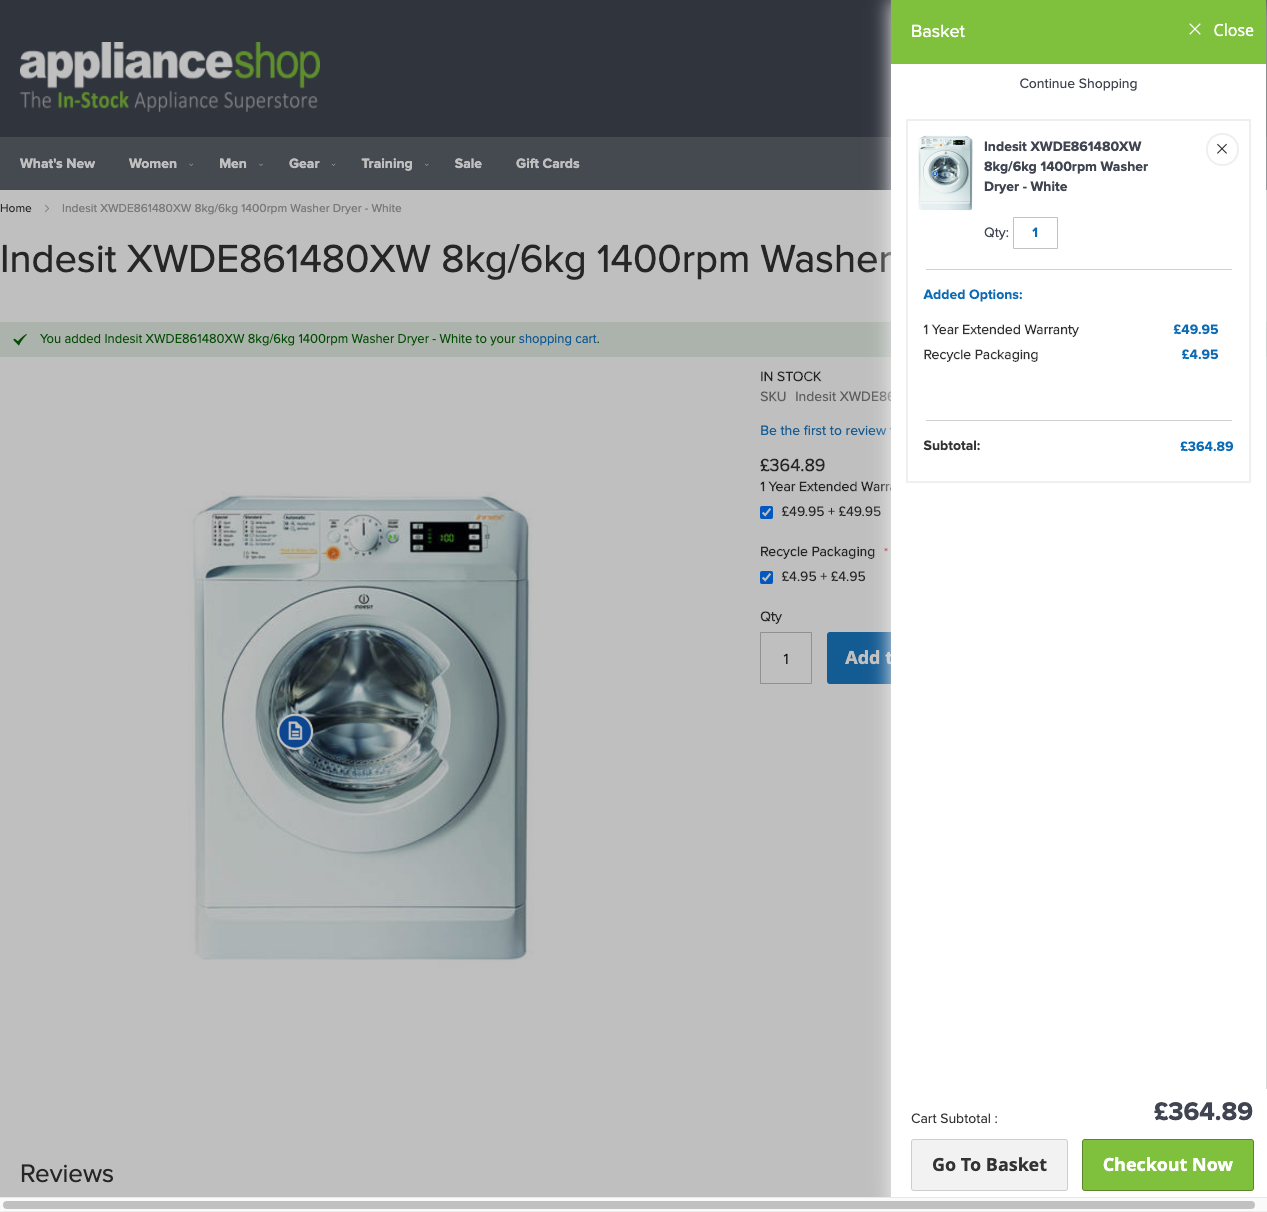 applianceshop
The In-Stock Appliance Superstore
What's New
Women
Men
Gear
Training
Sale
Gift Cards
Home > Indesit XWDE861480XW 8kg/6kg 1400rpm Washer Dryer - White
Indesit XWDE861480XW 8kg/6kg 1400rpm Washer
You added Indesit XWDE861480XW 8kg/6kg 1400rpm Washer Dryer - White to your shopping cart.
IN STOCK
SKU Indesit XWDE86
Be the first to review
£364.89
1 Year Extended Warr
£49.95 + £49.95
Recycle Packaging *
£4.95 + £4.95
Qty
1
Add t
INDESIT
Reviews
Basket
Close
Continue Shopping
Indesit XWDE861480XW
8kg/6kg 1400rpm Washer
Dryer - White
Qty: 1
Added Options:
1 Year Extended Warranty £49.95
Recycle Packaging £4.95
Subtotal: £364.89
Cart Subtotal : £364.89
Go To Basket
Checkout Now